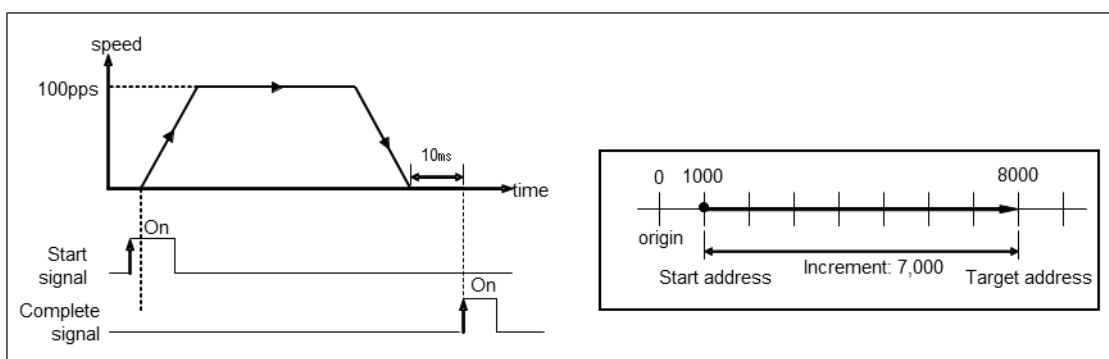 speed
100pps
10ms
time
On
Start
signal
On
Complete
signal
0 1000 8000
origin
Increment: 7,000
Start address Target address